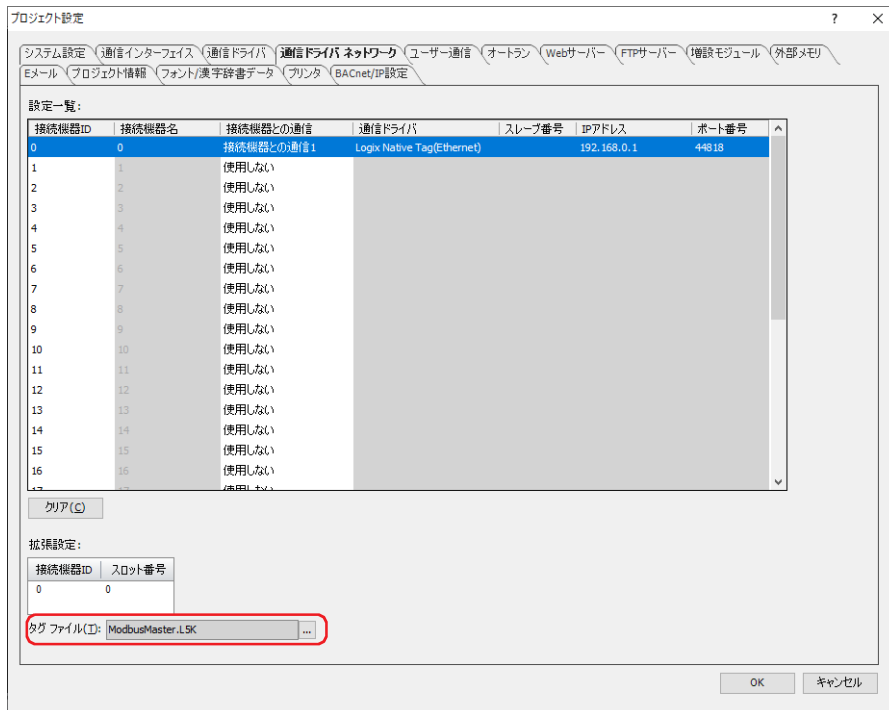 プロジェクト設定 ? ×
システム設定 通信インターフェイス 通信ドライバ 通信ドライバ ネットワーク ユーザー通信 オートラン Webサーバー FTPサーバー 増設モジュール 外部メモリ
Eメール プロジェクト情報 フォント/漢字辞書データ プリンタ BACnet/IP設定
設定一覧:
接続機器ID 接続機器名 接続機器との通信 通信ドライバ スレーブ番号 IPアドレス ポート番号
0 0 接続機器との通信1 Logix Native Tag(Ethernet) 192.168.0.1 44818
1 1 使用しない
2 2 使用しない
3 3 使用しない
4 4 使用しない
5 5 使用しない
6 6 使用しない
7 7 使用しない
8 8 使用しない
9 9 使用しない
10 10 使用しない
11 11 使用しない
12 12 使用しない
13 13 使用しない
14 14 使用しない
15 15 使用しない
16 16 使用しない
クリア(C)
拡張設定:
接続機器ID スロット番号
0 0
タグ ファイル(T): ModbusMaster.L5K ...
OK キャンセル